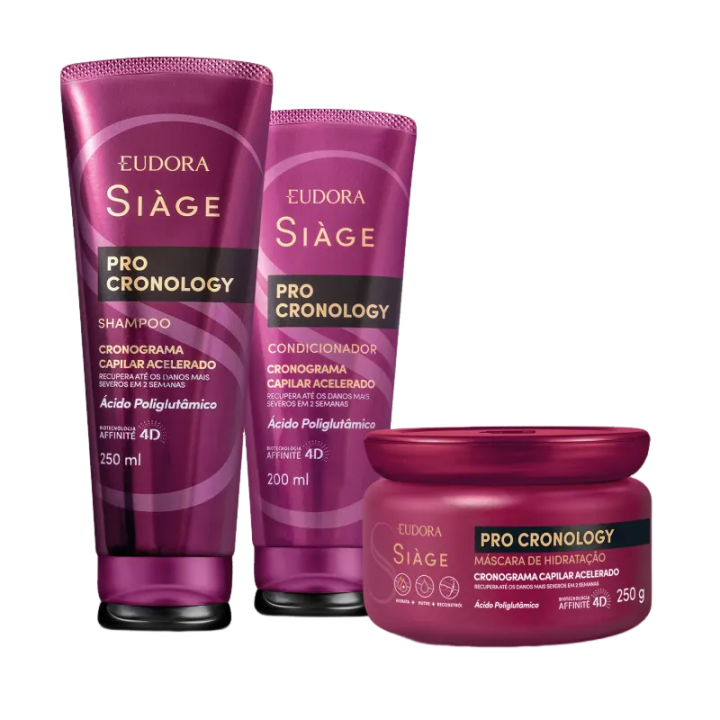 EUDORA
SIÀGE
PRO
CRONOLOGY
SHAMPOO
CRONOGRAMA
CAPILAR ACELERADO
RECUPERA ATÉ OS DANOS MAIS
SEVEROS EM 2 SEMANAS
Ácido Poliglutâmico
BIOTECNOLOGIA
AFFINITÉ 4D
250 ml
EUDORA
SIÀGE
PRO
CRONOLOGY
CONDICIONADOR
CRONOGRAMA
CAPILAR ACELERADO
RECUPERA ATÉ OS DANOS MAIS
SEVEROS EM 2 SEMANAS
Ácido Poliglutâmico
BIOTECNOLOGIA
AFFINITÉ 4D
200 ml
EUDORA
SIÀGE
HIDRATA + NUTRE + RECONSTRÓI
PRO CRONOLOGY
MÁSCARA DE HIDRATAÇÃO
CRONOGRAMA CAPILAR ACELERADO
RECUPERA ATÉ OS DANOS MAIS SEVEROS EM 2 SEMANAS
Ácido Poliglutâmico
BIOTECNOLOGIA
AFFINITÉ 4D
250 g